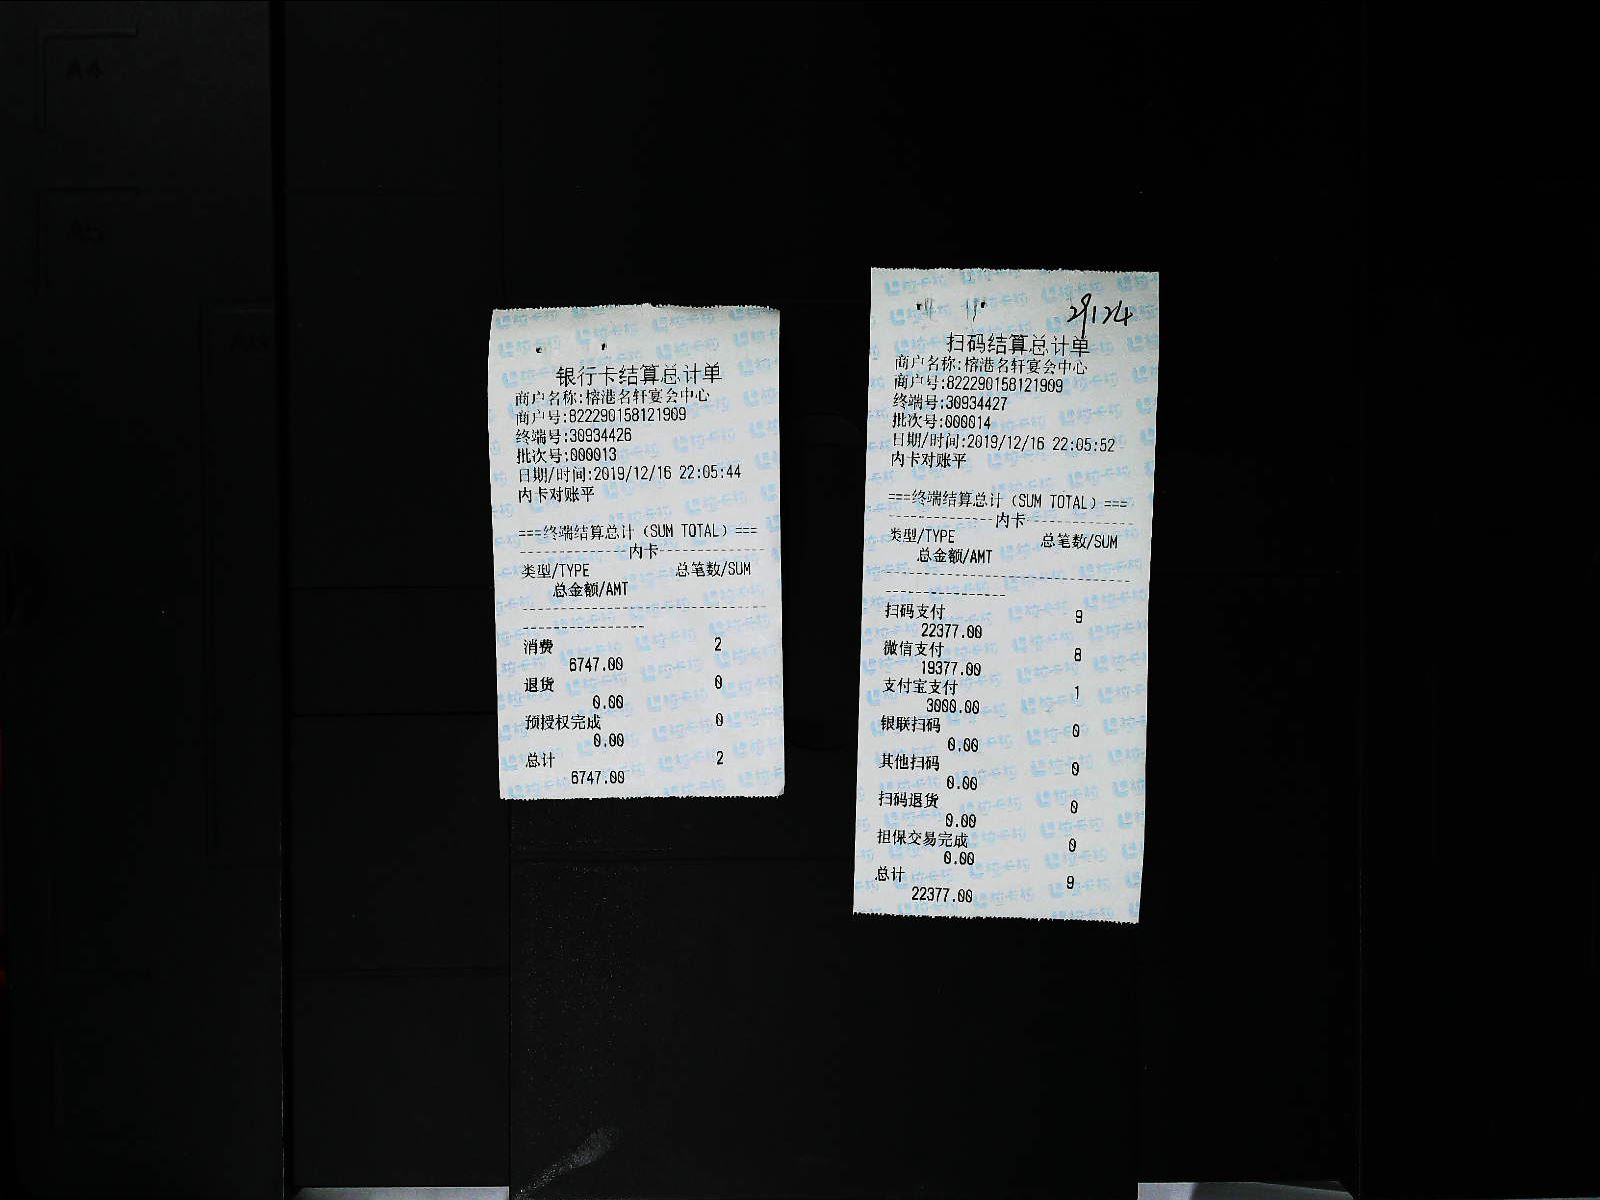 银行卡结算总计单
商户名称:榕港名轩宴会中心
商户号:822290158121909
终端号:30934426
批次号:000013
日期/时间:2019/12/16 22:05:44
内卡对账平
===终端结算总计（SUM TOTAL）===
内卡
类型/TYPE 总笔数/SUM
总金额/AMT
消费 2
6747.00
退货 0
0.00
预授权完成 0
0.00
总计 2
6747.00
29124
扫码结算总计单
商户名称:榕港名轩宴会中心
商户号:822290158121909
终端号:30934427
批次号:000014
日期/时间:2019/12/16 22:05:52
内卡对账平
===终端结算总计（SUM TOTAL）===
内卡
类型/TYPE 总笔数/SUM
总金额/AMT
扫码支付 9
22377.00
微信支付 8
19377.00
支付宝支付 1
3000.00
银联扫码 0
0.00
其他扫码 0
0.00
扫码退货 0
0.00
担保交易完成 0
0.00
总计 9
22377.00